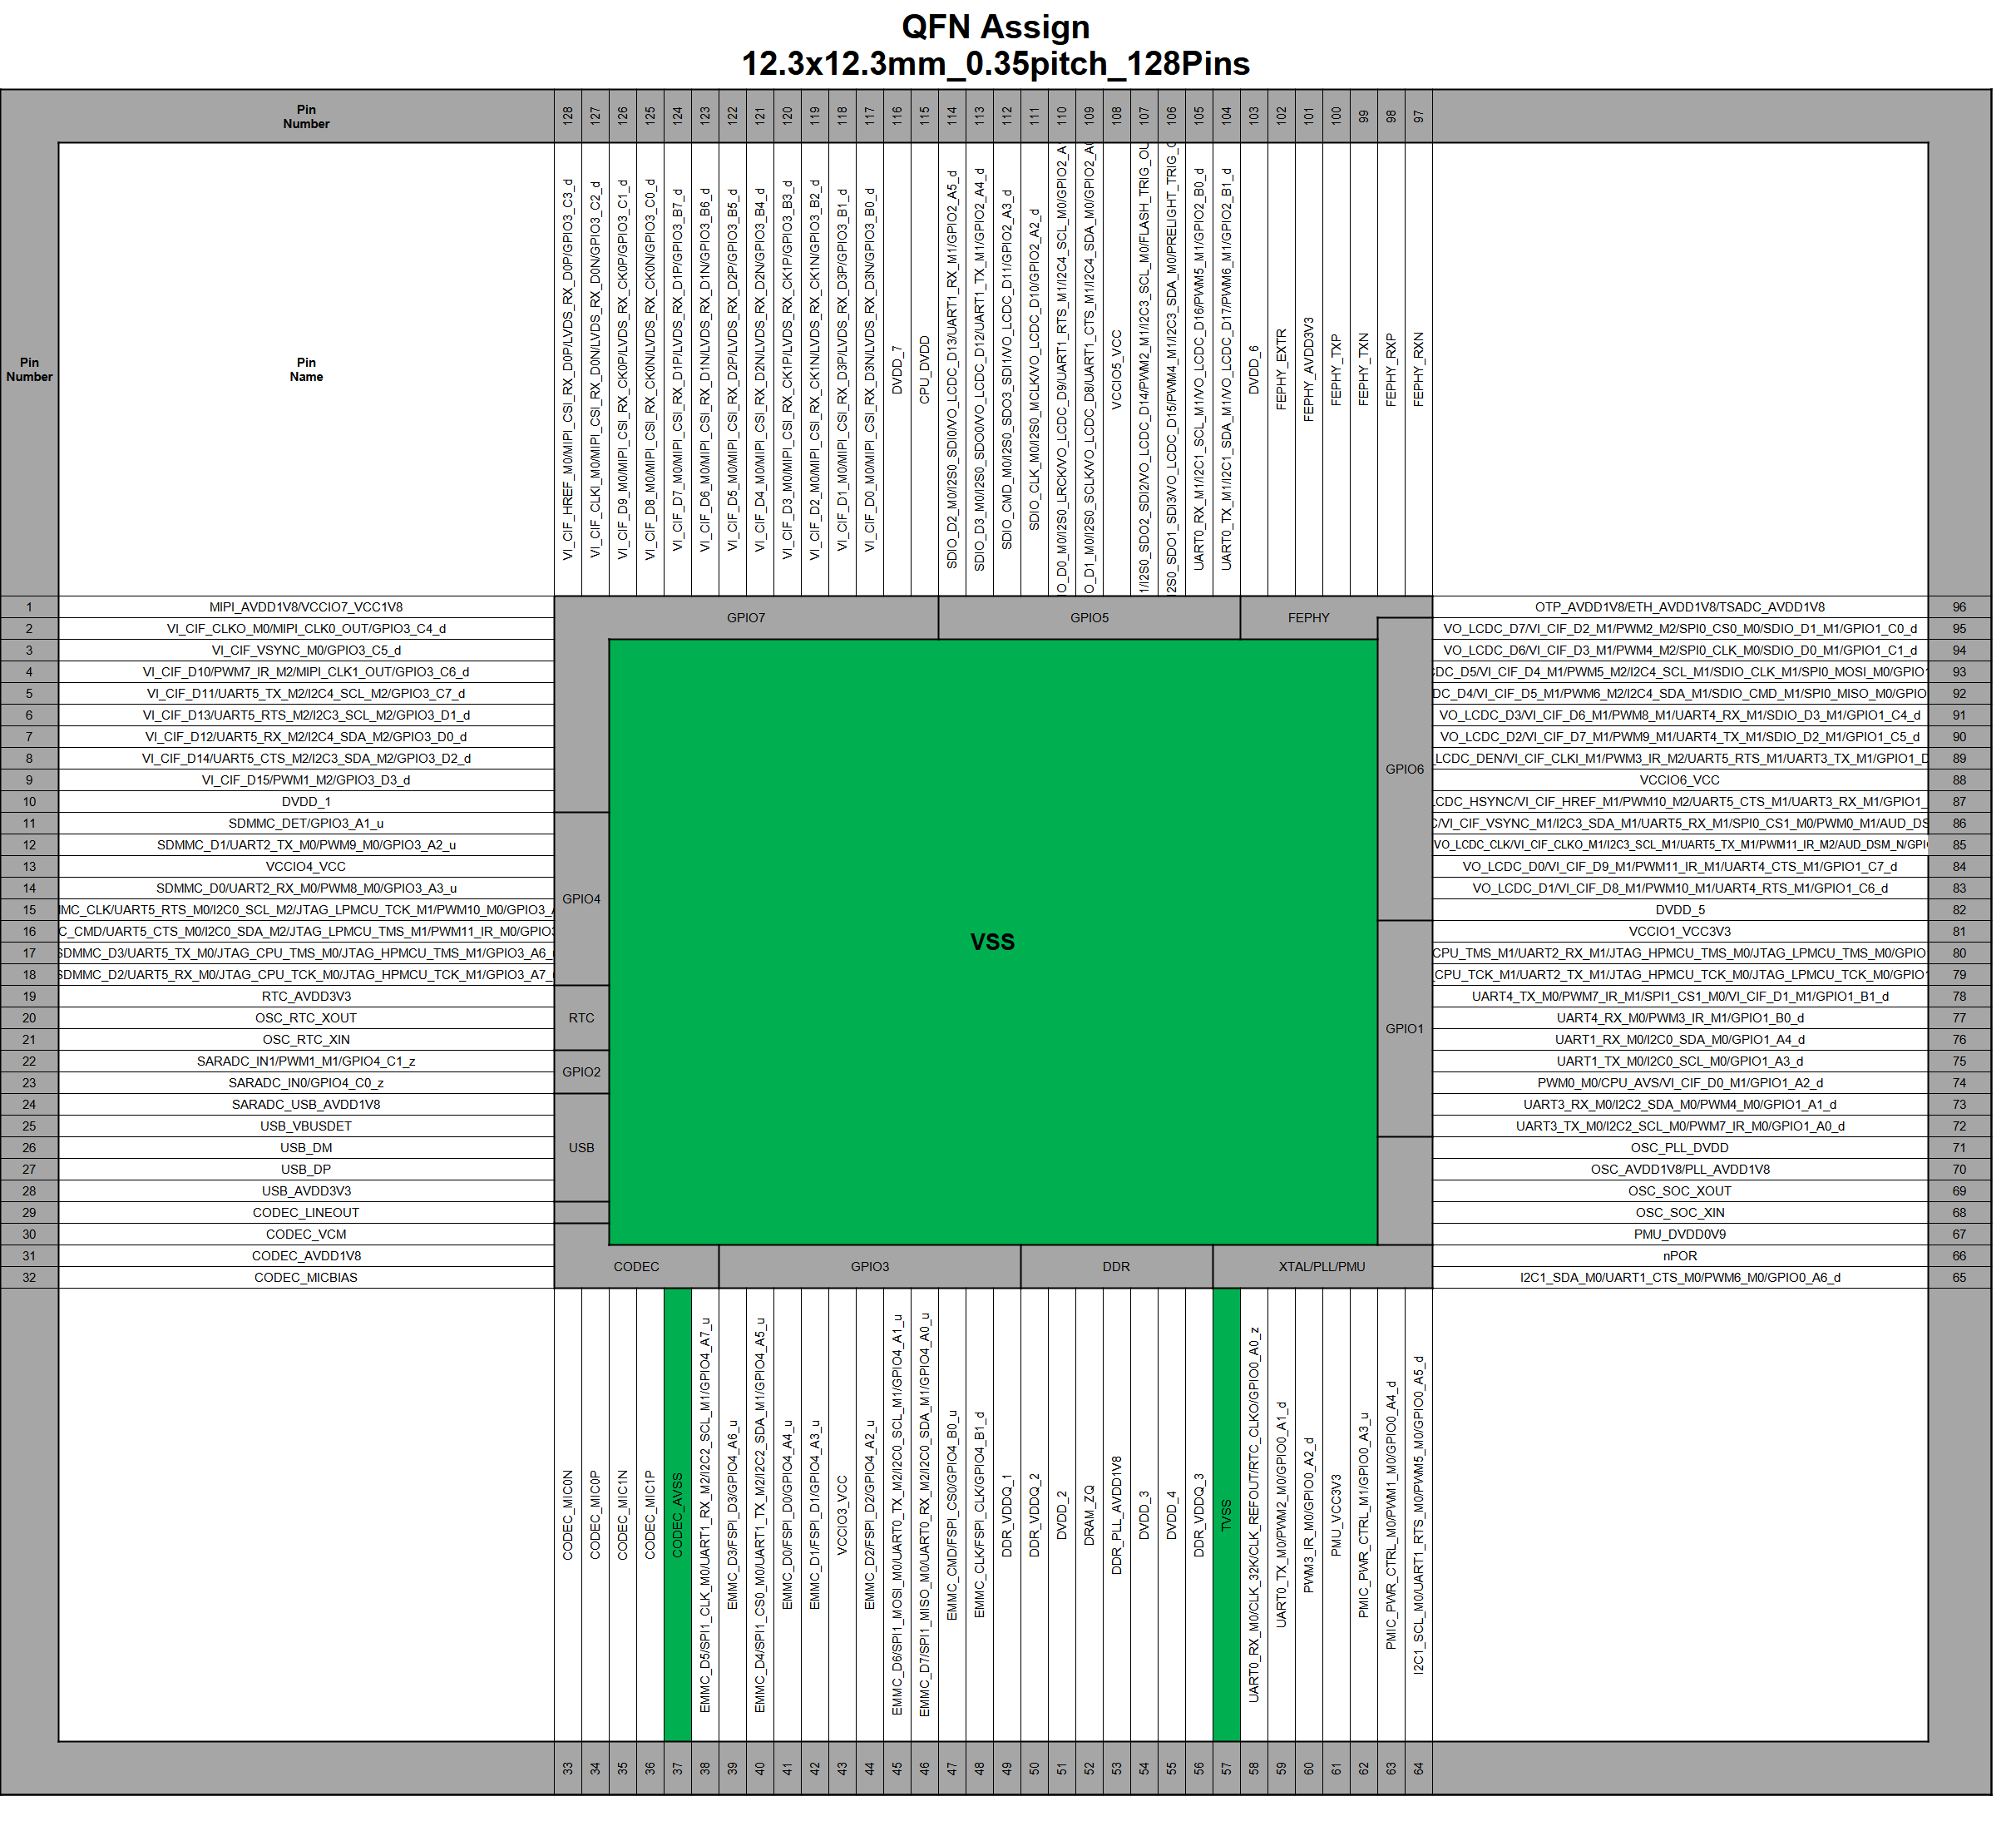 QFN Assign
12.3x12.3mm_0.35pitch_128Pins
Pin
Number
128
127
126
125
124
123
122
121
120
119
118
117
116
115
114
113
112
111
110
109
108
107
106
105
104
103
102
101
100
99
98
97
Pin
Number
Pin
Name
VI_CIF_HREF_M0/MIPI_CSI_RX_D0P/LVDS_RX_D0P/GPIO3_C3_d
VI_CIF_CLKI_M0/MIPI_CSI_RX_D0N/LVDS_RX_D0N/GPIO3_C2_d
VI_CIF_D9_M0/MIPI_CSI_RX_CK0P/LVDS_RX_CK0P/GPIO3_C1_d
VI_CIF_D8_M0/MIPI_CSI_RX_CK0N/LVDS_RX_CK0N/GPIO3_C0_d
VI_CIF_D7_M0/MIPI_CSI_RX_D1P/LVDS_RX_D1P/GPIO3_B7_d
VI_CIF_D6_M0/MIPI_CSI_RX_D1N/LVDS_RX_D1N/GPIO3_B6_d
VI_CIF_D5_M0/MIPI_CSI_RX_D2P/LVDS_RX_D2P/GPIO3_B5_d
VI_CIF_D4_M0/MIPI_CSI_RX_D2N/LVDS_RX_D2N/GPIO3_B4_d
VI_CIF_D3_M0/MIPI_CSI_RX_CK1P/LVDS_RX_CK1P/GPIO3_B3_d
VI_CIF_D2_M0/MIPI_CSI_RX_CK1N/LVDS_RX_CK1N/GPIO3_B2_d
VI_CIF_D1_M0/MIPI_CSI_RX_D3P/LVDS_RX_D3P/GPIO3_B1_d
VI_CIF_D0_M0/MIPI_CSI_RX_D3N/LVDS_RX_D3N/GPIO3_B0_d
DVDD_7
CPU_DVDD
SDIO_D2_M0/I2S0_SDI0/VO_LCDC_D13/UART1_RX_M1/GPIO2_A5_d
SDIO_D3_M0/I2S0_SDO0/VO_LCDC_D12/UART1_TX_M1/GPIO2_A4_d
SDIO_CMD_M0/I2S0_SDO3_SDI1/VO_LCDC_D11/GPIO2_A3_d
SDIO_CLK_M0/I2S0_MCLK/VO_LCDC_D10/GPIO2_A2_d
IO_D0_M0/I2S0_LRCK/VO_LCDC_D9/UART1_RTS_M1/I2C4_SCL_M0/GPIO2_A
IO_D1_M0/I2S0_SCLK/VO_LCDC_D8/UART1_CTS_M1/I2C4_SDA_M0/GPIO2_A
VCCIO5_VCC
1/I2S0_SDO2_SDI2/VO_LCDC_D14/PWM2_M1/I2C3_SCL_M0/FLASH_TRIG_OU
I2S0_SDO1_SDI3/VO_LCDC_D15/PWM4_M1/I2C3_SDA_M0/PRELIGHT_TRIG_
UART0_RX_M1/I2C1_SCL_M1/VO_LCDC_D16/PWM5_M1/GPIO2_B0_d
UART0_TX_M1/I2C1_SDA_M1/VO_LCDC_D17/PWM6_M1/GPIO2_B1_d
DVDD_6
FEPHY_EXTR
FEPHY_AVDD3V3
FEPHY_TXP
FEPHY_TXN
FEPHY_RXP
FEPHY_RXN
1 MIPI_AVDD1V8/VCCIO7_VCC1V8
2 VI_CIF_CLKO_M0/MIPI_CLK0_OUT/GPIO3_C4_d
3 VI_CIF_VSYNC_M0/GPIO3_C5_d
4 VI_CIF_D10/PWM7_IR_M2/MIPI_CLK1_OUT/GPIO3_C6_d
5 VI_CIF_D11/UART5_TX_M2/I2C4_SCL_M2/GPIO3_C7_d
6 VI_CIF_D13/UART5_RTS_M2/I2C3_SCL_M2/GPIO3_D1_d
7 VI_CIF_D12/UART5_RX_M2/I2C4_SDA_M2/GPIO3_D0_d
8 VI_CIF_D14/UART5_CTS_M2/I2C3_SDA_M2/GPIO3_D2_d
9 VI_CIF_D15/PWM1_M2/GPIO3_D3_d
10 DVDD_1
11 SDMMC_DET/GPIO3_A1_u
12 SDMMC_D1/UART2_TX_M0/PWM9_M0/GPIO3_A2_u
13 VCCIO4_VCC
14 SDMMC_D0/UART2_RX_M0/PWM8_M0/GPIO3_A3_u
15 MC_CLK/UART5_RTS_M0/I2C0_SCL_M2/JTAG_LPMCU_TCK_M1/PWM10_M0/GPIO3_
16 C_CMD/UART5_CTS_M0/I2C0_SDA_M2/JTAG_LPMCU_TMS_M1/PWM11_IR_M0/GPIO3
17 SDMMC_D3/UART5_TX_M0/JTAG_CPU_TMS_M0/JTAG_HPMCU_TMS_M1/GPIO3_A6_
18 SDMMC_D2/UART5_RX_M0/JTAG_CPU_TCK_M0/JTAG_HPMCU_TCK_M1/GPIO3_A7_
19 RTC_AVDD3V3
20 OSC_RTC_XOUT
21 OSC_RTC_XIN
22 SARADC_IN1/PWM1_M1/GPIO4_C1_z
23 SARADC_IN0/GPIO4_C0_z
24 SARADC_USB_AVDD1V8
25 USB_VBUSDET
26 USB_DM
27 USB_DP
28 USB_AVDD3V3
29 CODEC_LINEOUT
30 CODEC_VCM
31 CODEC_AVDD1V8
32 CODEC_MICBIAS
GPIO7
GPIO5
FEPHY
GPIO4
RTC
GPIO2
USB
VSS
GPIO6
GPIO1
CODEC
GPIO3
DDR
XTAL/PLL/PMU
OTP_AVDD1V8/ETH_AVDD1V8/TSADC_AVDD1V8 96
VO_LCDC_D7/VI_CIF_D2_M1/PWM2_M2/SPI0_CS0_M0/SDIO_D1_M1/GPIO1_C0_d 95
VO_LCDC_D6/VI_CIF_D3_M1/PWM4_M2/SPI0_CLK_M0/SDIO_D0_M1/GPIO1_C1_d 94
DC_D5/VI_CIF_D4_M1/PWM5_M2/I2C4_SCL_M1/SDIO_CLK_M1/SPI0_MOSI_M0/GPIO1 93
DC_D4/VI_CIF_D5_M1/PWM6_M2/I2C4_SDA_M1/SDIO_CMD_M1/SPI0_MISO_M0/GPIO 92
VO_LCDC_D3/VI_CIF_D6_M1/PWM8_M1/UART4_RX_M1/SDIO_D3_M1/GPIO1_C4_d 91
VO_LCDC_D2/VI_CIF_D7_M1/PWM9_M1/UART4_TX_M1/SDIO_D2_M1/GPIO1_C5_d 90
LCDC_DEN/VI_CIF_CLKI_M1/PWM3_IR_M2/UART5_RTS_M1/UART3_TX_M1/GPIO1_D 89
VCCIO6_VCC 88
LCDC_HSYNC/VI_CIF_HREF_M1/PWM10_M2/UART5_CTS_M1/UART3_RX_M1/GPIO1_ 87
C/VI_CIF_VSYNC_M1/I2C3_SDA_M1/UART5_RX_M1/SPI0_CS1_M0/PWM0_M1/AUD_DS 86
VO_LCDC_CLK/VI_CIF_CLKO_M1/I2C3_SCL_M1/UART5_TX_M1/PWM11_IR_M2/AUD_DSM_N/GPI 85
VO_LCDC_D0/VI_CIF_D9_M1/PWM11_IR_M1/UART4_CTS_M1/GPIO1_C7_d 84
VO_LCDC_D1/VI_CIF_D8_M1/PWM10_M1/UART4_RTS_M1/GPIO1_C6_d 83
DVDD_5 82
VCCIO1_VCC3V3 81
CPU_TMS_M1/UART2_RX_M1/JTAG_HPMCU_TMS_M0/JTAG_LPMCU_TMS_M0/GPIO 80
_CPU_TCK_M1/UART2_TX_M1/JTAG_HPMCU_TCK_M0/JTAG_LPMCU_TCK_M0/GPIO1 79
UART4_TX_M0/PWM7_IR_M1/SPI1_CS1_M0/VI_CIF_D1_M1/GPIO1_B1_d 78
UART4_RX_M0/PWM3_IR_M1/GPIO1_B0_d 77
UART1_RX_M0/I2C0_SDA_M0/GPIO1_A4_d 76
UART1_TX_M0/I2C0_SCL_M0/GPIO1_A3_d 75
PWM0_M0/CPU_AVS/VI_CIF_D0_M1/GPIO1_A2_d 74
UART3_RX_M0/I2C2_SDA_M0/PWM4_M0/GPIO1_A1_d 73
UART3_TX_M0/I2C2_SCL_M0/PWM7_IR_M0/GPIO1_A0_d 72
OSC_PLL_DVDD 71
OSC_AVDD1V8/PLL_AVDD1V8 70
OSC_SOC_XOUT 69
OSC_SOC_XIN 68
PMU_DVDD0V9 67
nPOR 66
I2C1_SDA_M0/UART1_CTS_M0/PWM6_M0/GPIO0_A6_d 65
CODEC_MIC0N
CODEC_MIC0P
CODEC_MIC1N
CODEC_MIC1P
CODEC_AVSS
EMMC_D5/SPI1_CLK_M0/UART1_RX_M2/I2C2_SCL_M1/GPIO4_A7_u
EMMC_D3/FSPI_D3/GPIO4_A6_u
EMMC_D4/SPI1_CS0_M0/UART1_TX_M2/I2C2_SDA_M1/GPIO4_A5_u
EMMC_D0/FSPI_D0/GPIO4_A4_u
EMMC_D1/FSPI_D1/GPIO4_A3_u
VCCIO3_VCC
EMMC_D2/FSPI_D2/GPIO4_A2_u
EMMC_D6/SPI1_MOSI_M0/UART0_TX_M2/I2C0_SCL_M1/GPIO4_A1_u
EMMC_D7/SPI1_MISO_M0/UART0_RX_M2/I2C0_SDA_M1/GPIO4_A0_u
EMMC_CMD/FSPI_CS0/GPIO4_B0_u
EMMC_CLK/FSPI_CLK/GPIO4_B1_d
DDR_VDDQ_1
DDR_VDDQ_2
DVDD_2
DRAM_ZQ
DDR_PLL_AVDD1V8
DVDD_3
DVDD_4
DDR_VDDQ_3
TVSS
UART0_RX_M0/CLK_32K/CLK_REFOUT/RTC_CLKO/GPIO0_A0_z
UART0_TX_M0/PWM2_M0/GPIO0_A1_d
PWM3_IR_M0/GPIO0_A2_d
PMU_VCC3V3
PMIC_PWR_CTRL_M1/GPIO0_A3_u
PMIC_PWR_CTRL_M0/PWM1_M0/GPIO0_A4_d
I2C1_SCL_M0/UART1_RTS_M0/PWM5_M0/GPIO0_A5_d
33
34
35
36
37
38
39
40
41
42
43
44
45
46
47
48
49
50
51
52
53
54
55
56
57
58
59
60
61
62
63
64